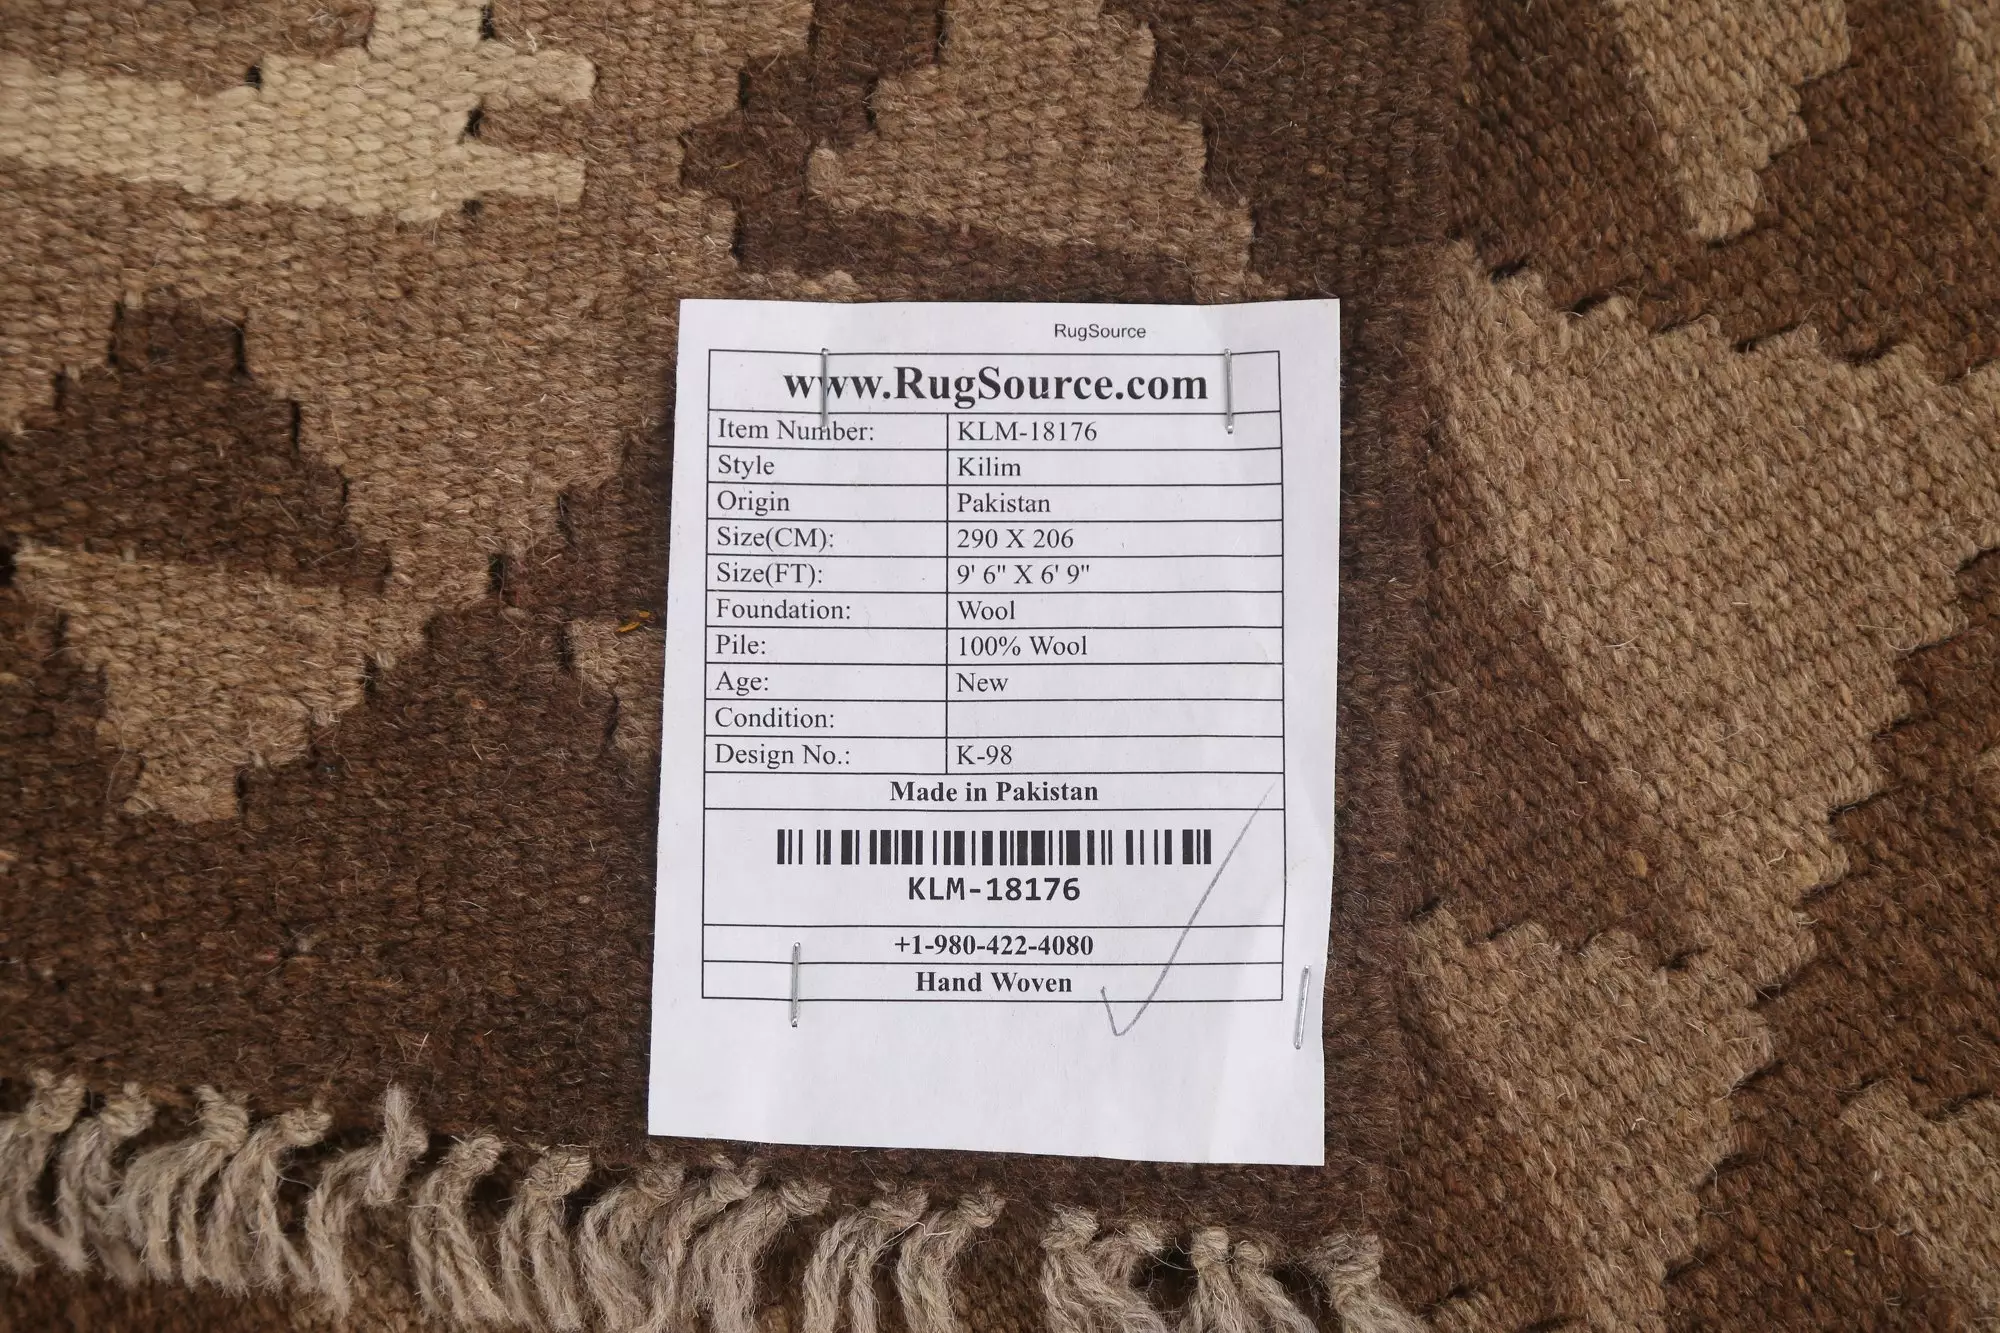 RugSource
www.RugSource.com
Item Number: KLM-18176
Style Kilim
Origin Pakistan
Size(CM): 290 X 206
Size(FT): 9' 6" X 6' 9"
Foundation: Wool
Pile: 100% Wool
Age: New
Condition:
Design No.: K-98
Made in Pakistan
KLM-18176
+1-980-422-4080
Hand Woven